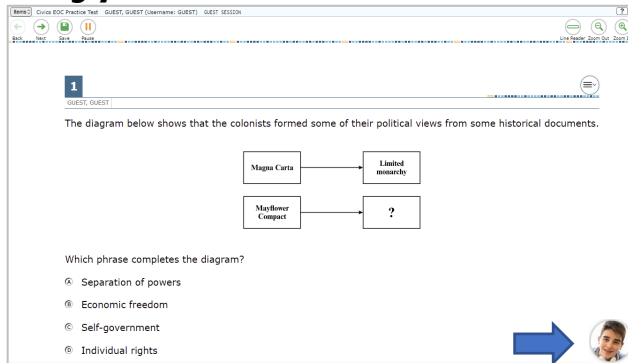 Items
Civics EOC Practice Test GUEST, GUEST (Username: GUEST) GUEST SESSION
?
Back Next Save Pause
Line Reader Zoom Out Zoom I
1
GUEST, GUEST
The diagram below shows that the colonists formed some of their political views from some historical documents.
Magna Carta
Limited
monarchy
Mayflower
Compact
?
Which phrase completes the diagram?
A Separation of powers
B Economic freedom
C Self-government
D Individual rights